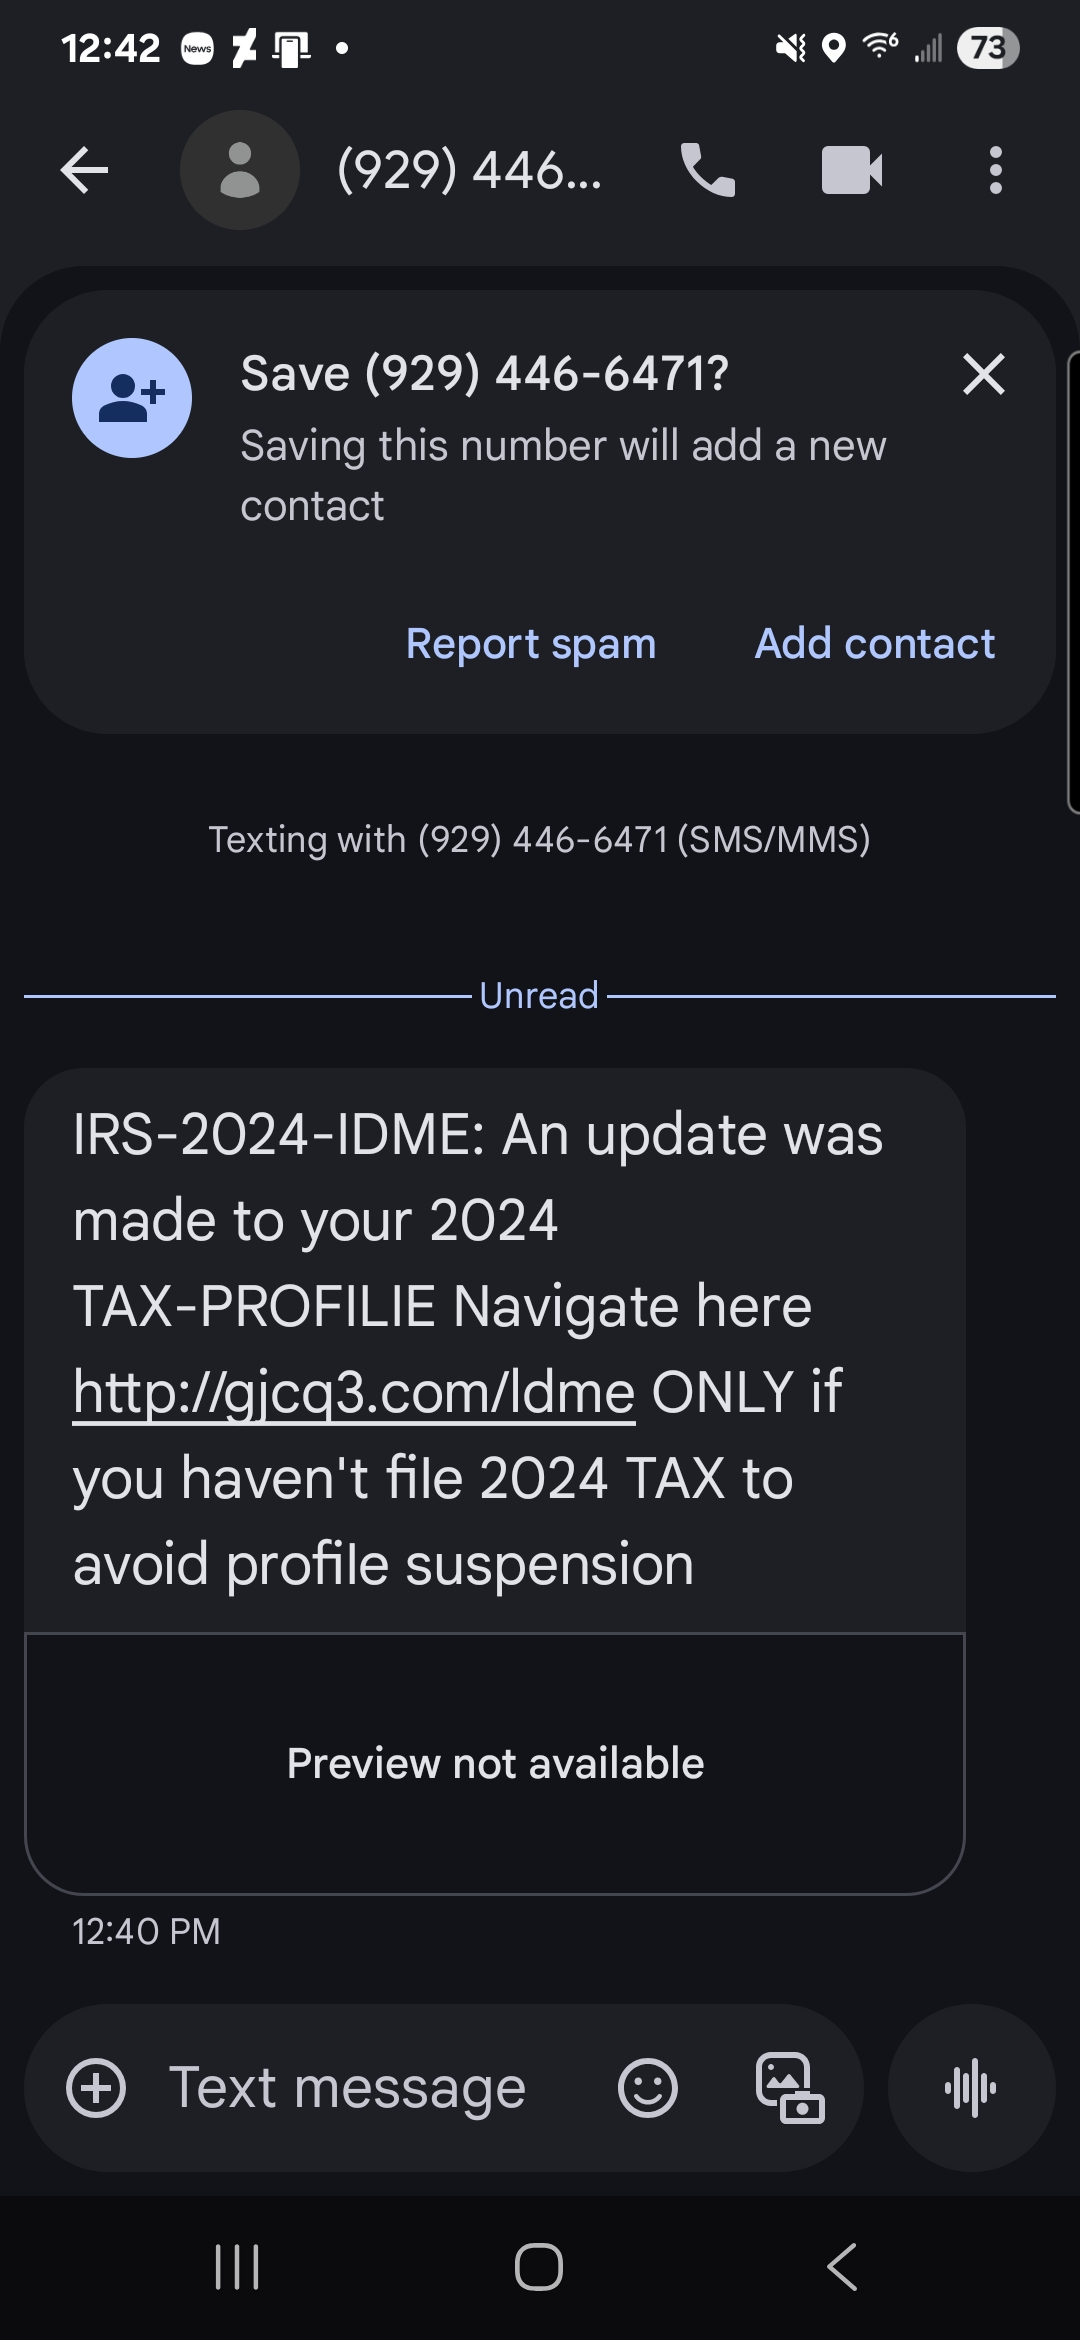 12:42 News 6 73
(929) 446...
Save (929) 446-6471?
Saving this number will add a new
contact
Report spam Add contact
Texting with (929) 446-6471 (SMS/MMS)
Unread
IRS-2024-IDME: An update was
made to your 2024
TAX-PROFILIE Navigate here
http://gjcq3.com/ldme ONLY if
you haven't file 2024 TAX to
avoid profile suspension
Preview not available
12:40 PM
Text message